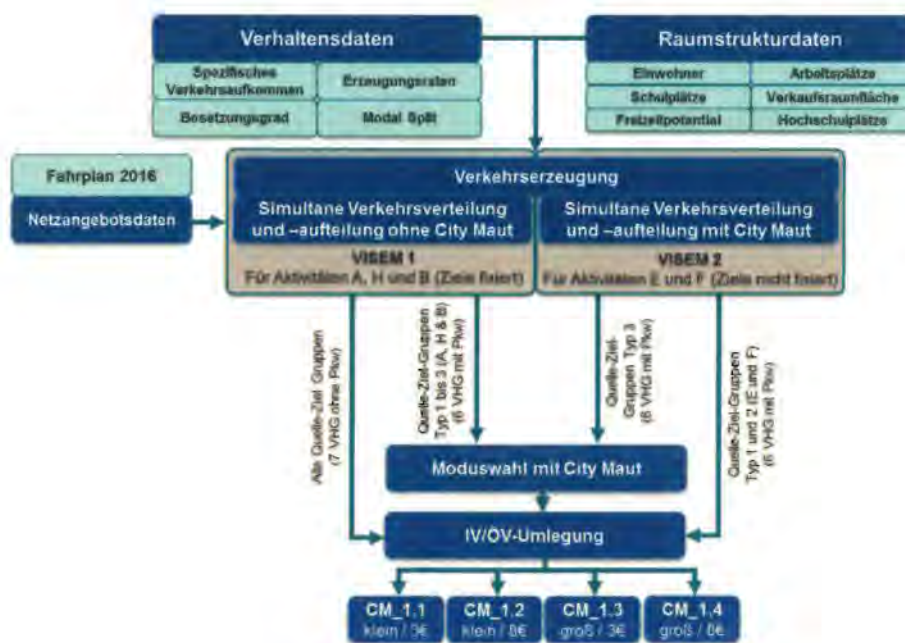 Verhaltensdaten
Spezifisches
Verkehrsaufkommen
Erzeugungsraten
Besetzungsgrad
Modal Split
Raumstrukturdaten
Einwohner
Arbeitsplätze
Schulplätze
Verkaufsraumfläche
Freizeitpotential
Hochschulplätze
Fahrplan 2016
Netzangebotsdaten
Verkehrserzeugung
Simultane Verkehrsverteilung
und –aufteilung ohne City Maut
Simultane Verkehrsverteilung
und –aufteilung mit City Maut
VISEM 1
Für Aktivitäten A, H und B (Ziele fixiert)
VISEM 2
Für Aktivitäten E und F (Ziele nicht fixiert)
Alle Quelle-Ziel Gruppen
(7 VHG ohne Pkw)
Quelle-Ziel-Gruppen
Typ 1 bis 3 (A, H & B)
(6 VHG mit Pkw)
Quelle-Ziel-
Gruppen Typ 3
(6 VHG mit Pkw)
Quelle-Ziel-Gruppen
Typ 1 und 2 (E und F)
(6 VHG mit Pkw)
Moduswahl mit City Maut
IV/ÖV-Umlegung
CM_1.1
klein / 3€
CM_1.2
klein / 8€
CM_1.3
groß / 3€
CM_1.4
groß / 8€